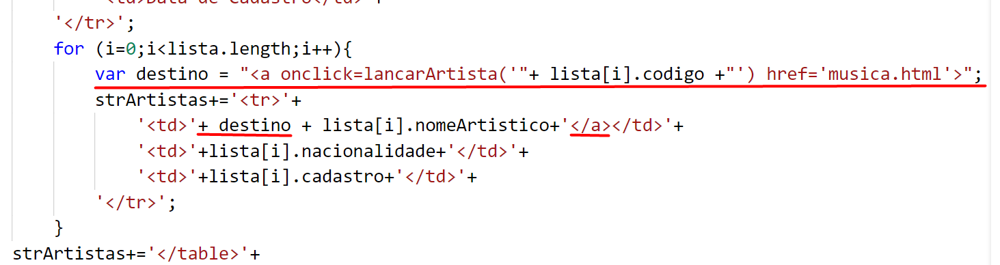 <td>Data de Cadastro</td>'+
'</tr>';
for (i=0;i<lista.length;i++){
var destino = "<a onclick=lancarArtista('"+ lista[i].codigo +"') href='musica.html'>";
strArtistas+='<tr>'+
'<td>'+ destino + lista[i].nomeArtistico+'</a></td>'+
'<td>'+lista[i].nacionalidade+'</td>'+
'<td>'+lista[i].cadastro+'</td>'+
'</tr>';
}
strArtistas+='</table>'+